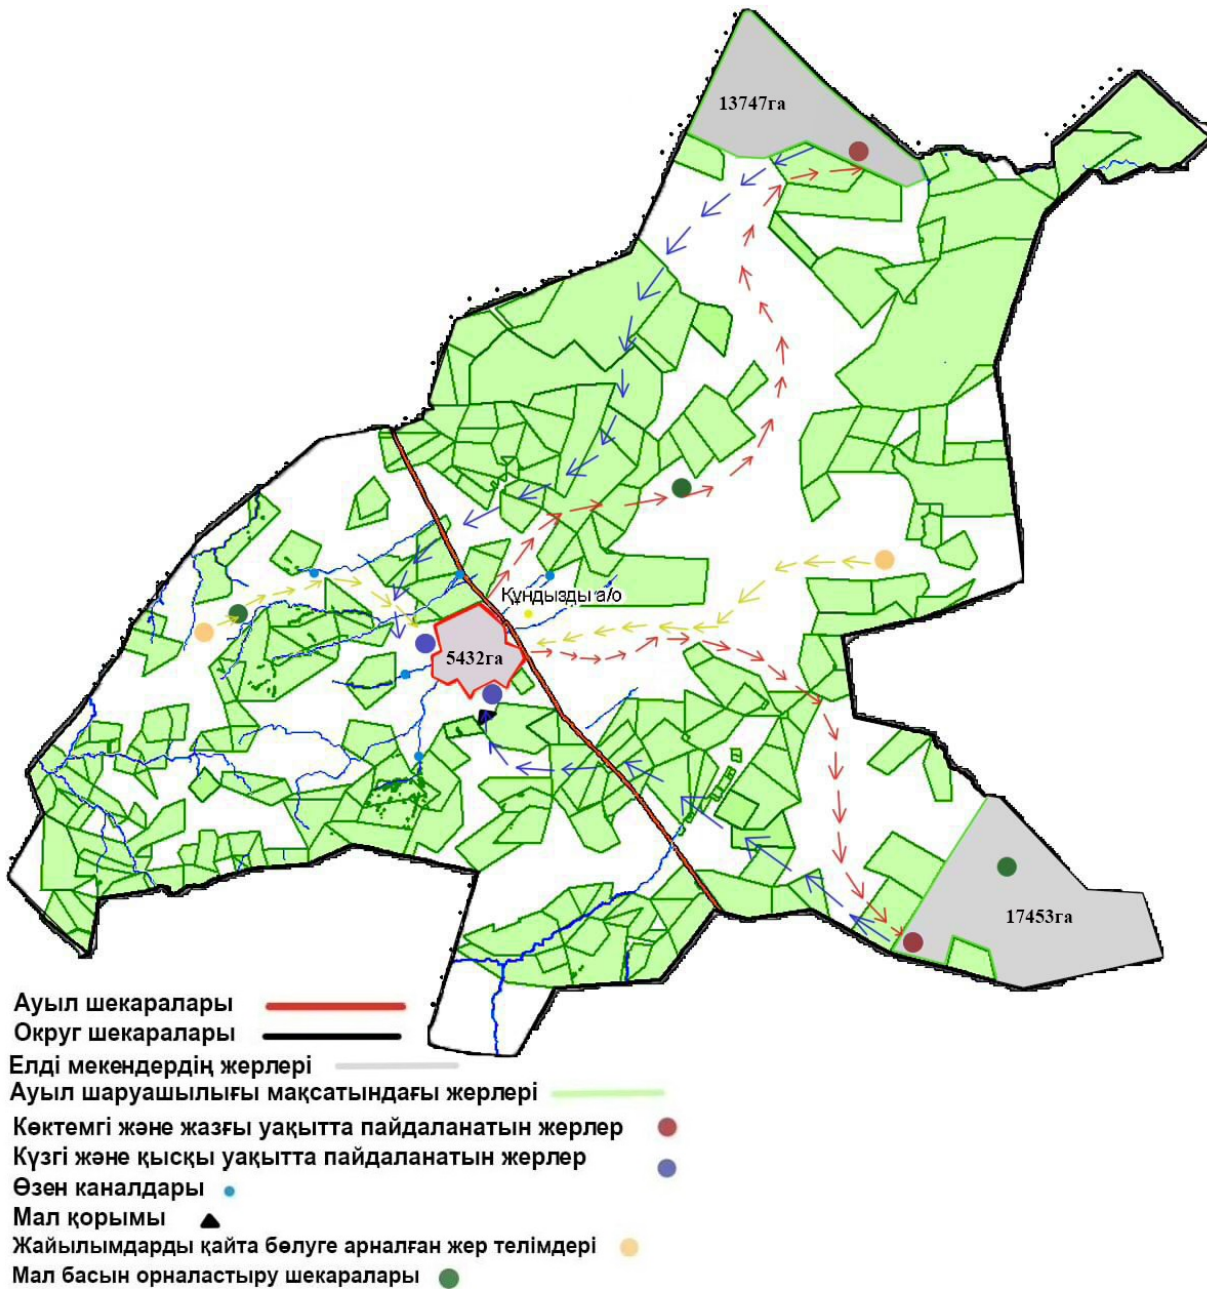 13747га
Құндызды а/о
5432га
17453га
Ауыл шекаралары
Округ шекаралары
Елді мекендердің жерлері
Ауыл шаруашылығы мақсатындағы жерлері
Көктемгі және жазғы уақытта пайдаланатын жерлер
Күзгі және қысқы уақытта пайдаланатын жерлер
Өзен каналдары
Мал қорымы
Жайылымдарды қайта бөлуге арналған жер телімдері
Мал басын орналастыру шекаралары